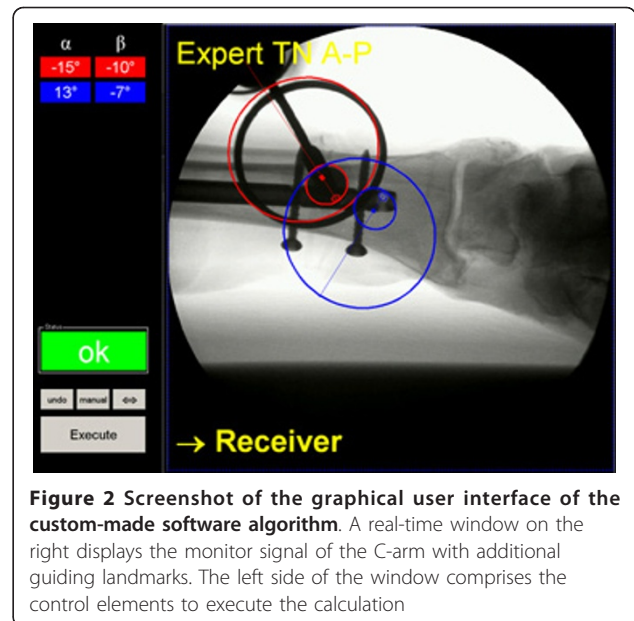 α β
-15° -10°
13° -7°
Expert TN A-P
Status
ok
undo manual ⇔
Execute
→ Receiver
Figure 2 Screenshot of the graphical user interface of the
custom-made software algorithm. A real-time window on the
right displays the monitor signal of the C-arm with additional
guiding landmarks. The left side of the window comprises the
control elements to execute the calculation